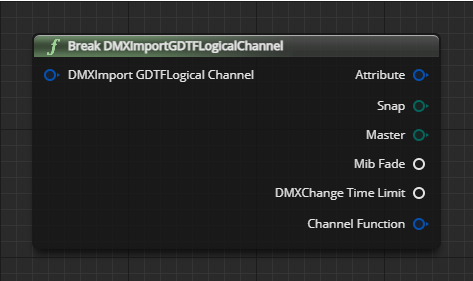 f Break DMXImportGDTFLogicalChannel
DMXImport GDTFLogical Channel
Attribute
Snap
Master
Mib Fade
DMXChange Time Limit
Channel Function